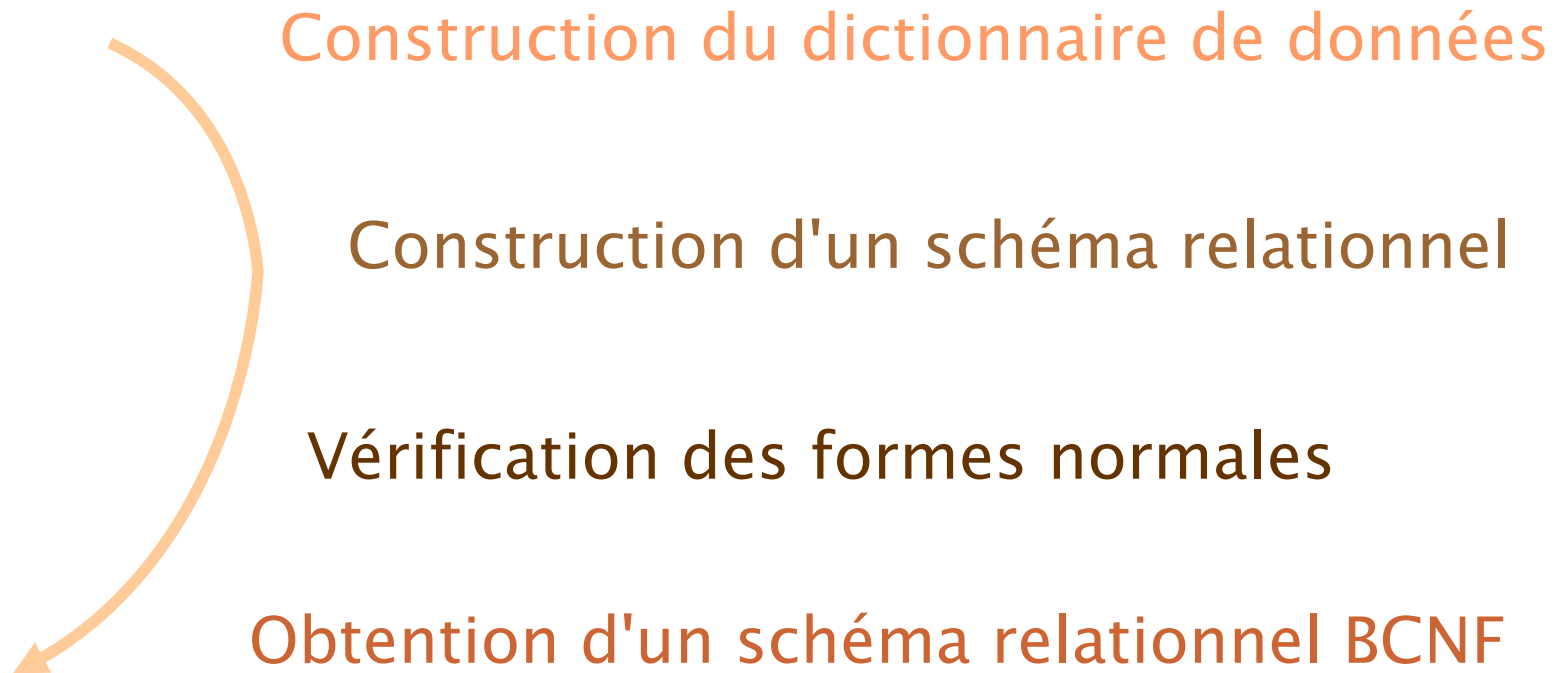 Construction du dictionnaire de données
Construction d'un schéma relationnel
Vérification des formes normales
Obtention d'un schéma relationnel BCNF